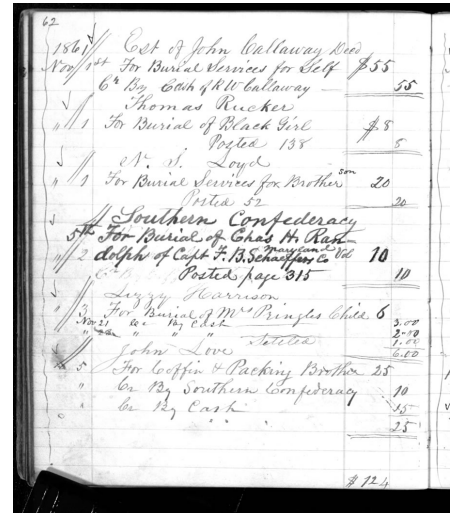 62
1861 // Est of John Callaway Decd
Nov 1st For Burial Services for Self $55
Cr By Cash of R W Callaway — 55
Thomas Rucker
" 1 For Burial of Black Girl $8
Posted 138 8
N. S. Loyd
" 1 For Burial Services for Brother son 20
Posted 52 20
// Southern Confederacy
5th For Burial of Chas H. Ran-
" 2 dolph of Capt F. B. Schaeffers Co Maryland Vol 10
Posted page 315 10
Lizzy Harrison
" 3 For Burial of Mrs Pringles Child 6
Nov 21 By Cash 3.00
" " " 2.00
Settled 1.00
6.00
// John Love
" 5 For Coffin & Packing Brother 25
" Cr By Southern Confederacy 10
" Cr By Cash 15
" " 25
$124